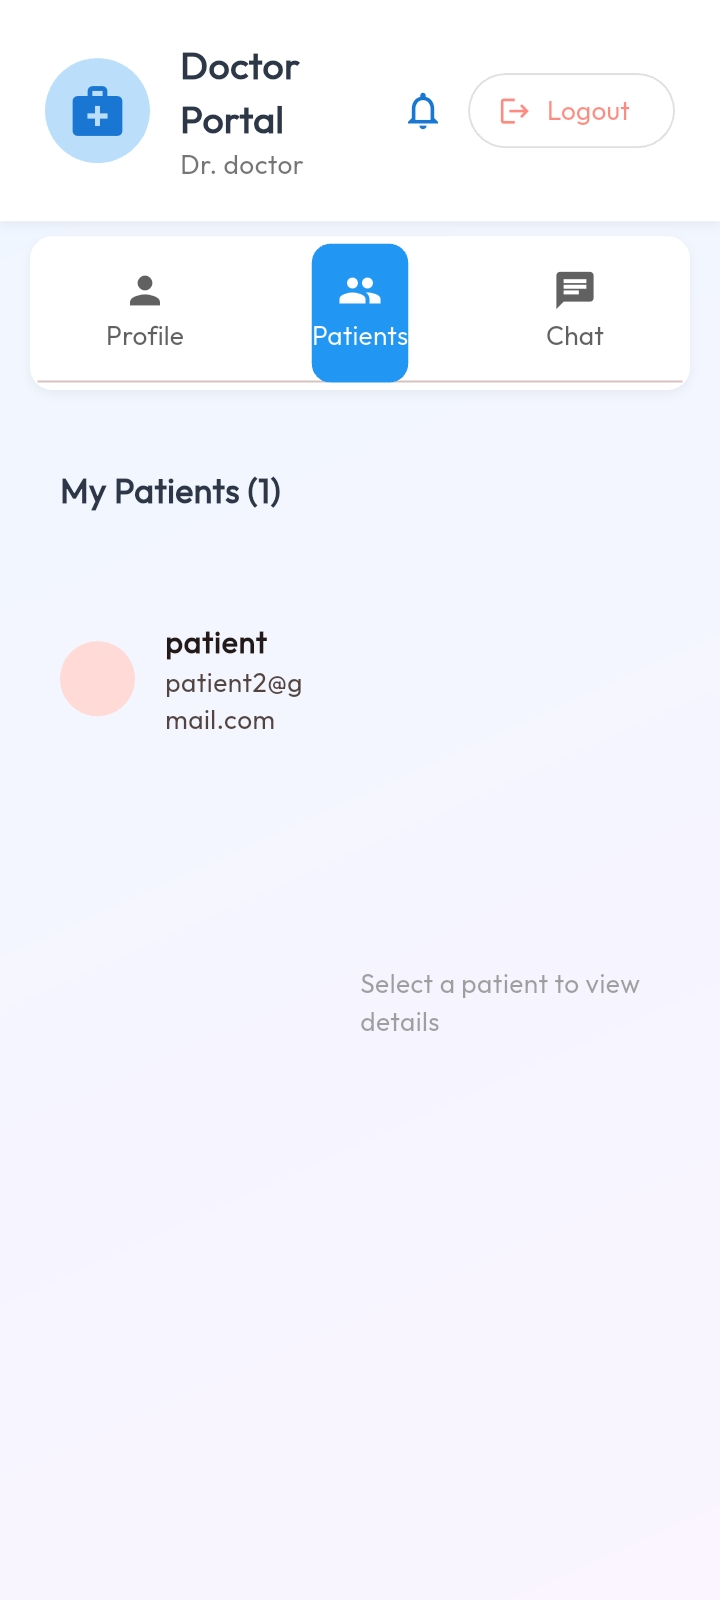 Doctor
Portal
Dr. doctor
Logout
Profile
Patients
Chat
My Patients (1)
patient
patient2@g
mail.com
Select a patient to view
details